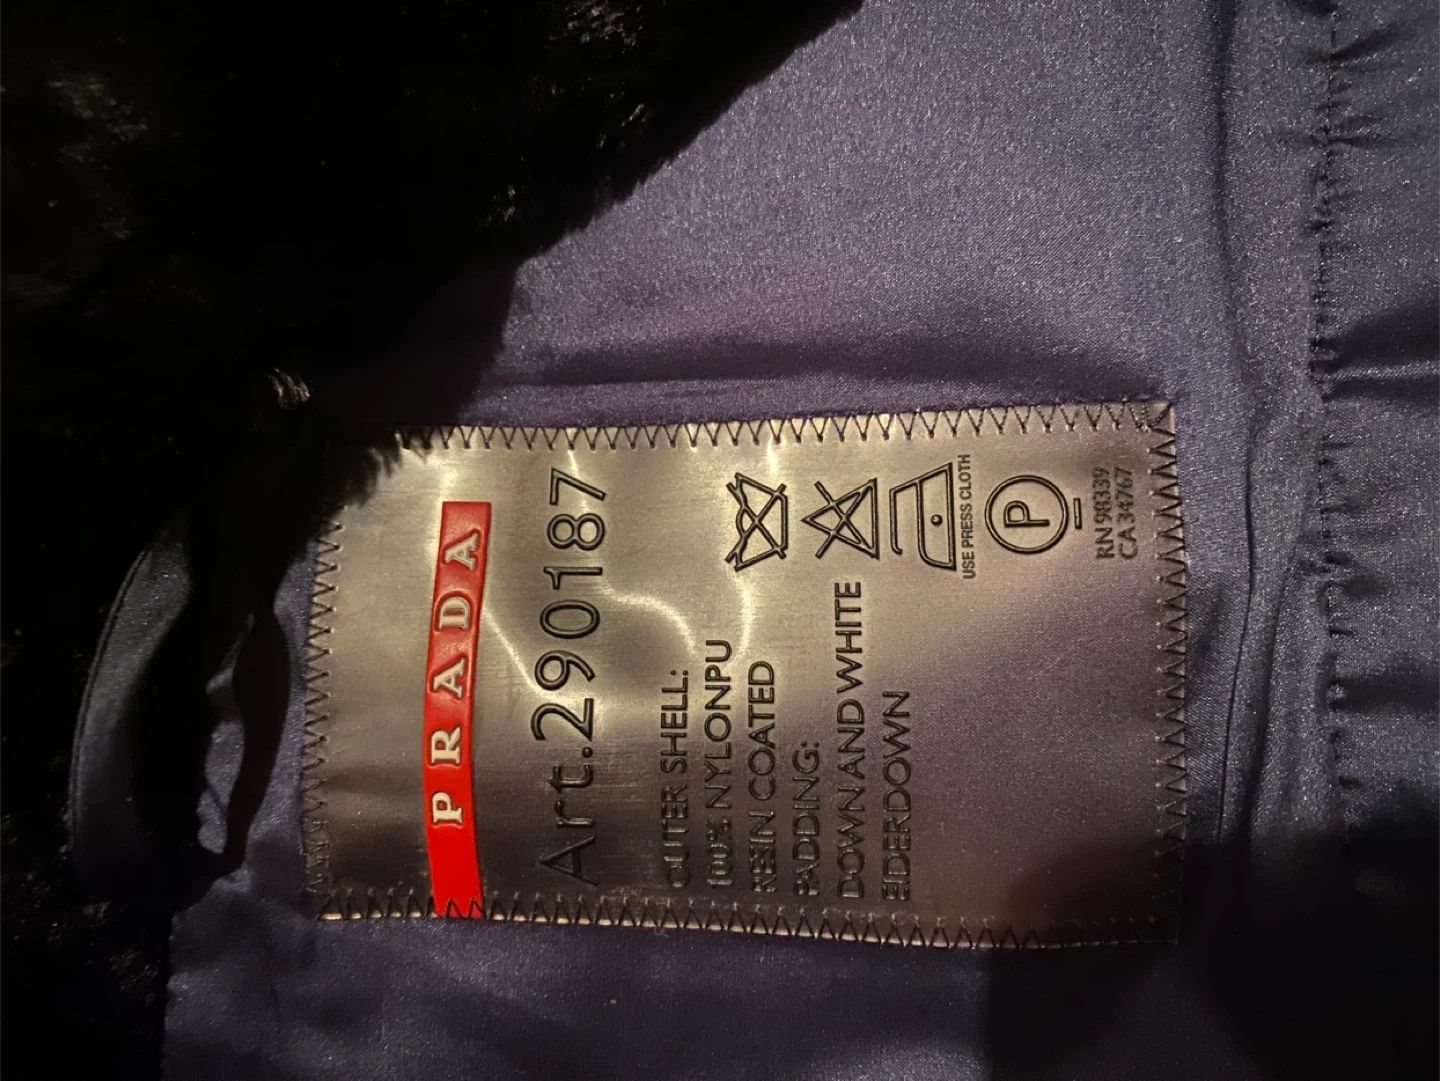 PRADA
Art.290187
OUTER SHELL:
100% NYLONPU
RESIN COATED
PADDING:
DOWN AND WHITE
EIDERDOWN
USE PRESS CLOTH
P
RN 98339
CA 34767